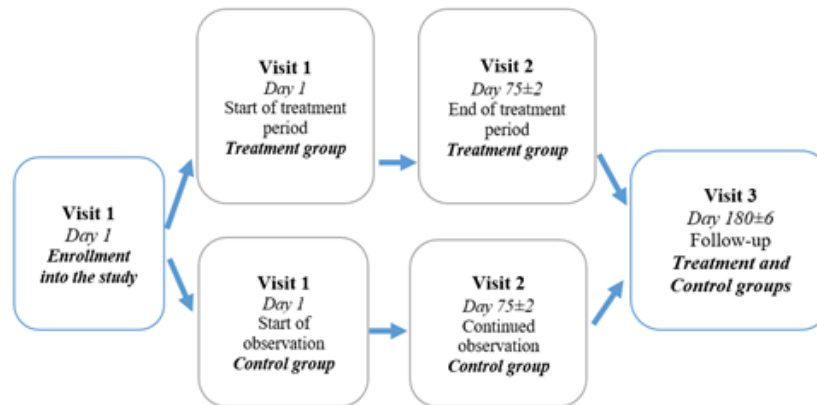 Visit 1
Day 1
Enrollment
into the study
Visit 1
Day 1
Start of treatment
period
Treatment group
Visit 2
Day 75±2
End of treatment
period
Treatment group
Visit 1
Day 1
Start of
observation
Control group
Visit 2
Day 75±2
Continued
observation
Control group
Visit 3
Day 180±6
Follow-up
Treatment and
Control groups